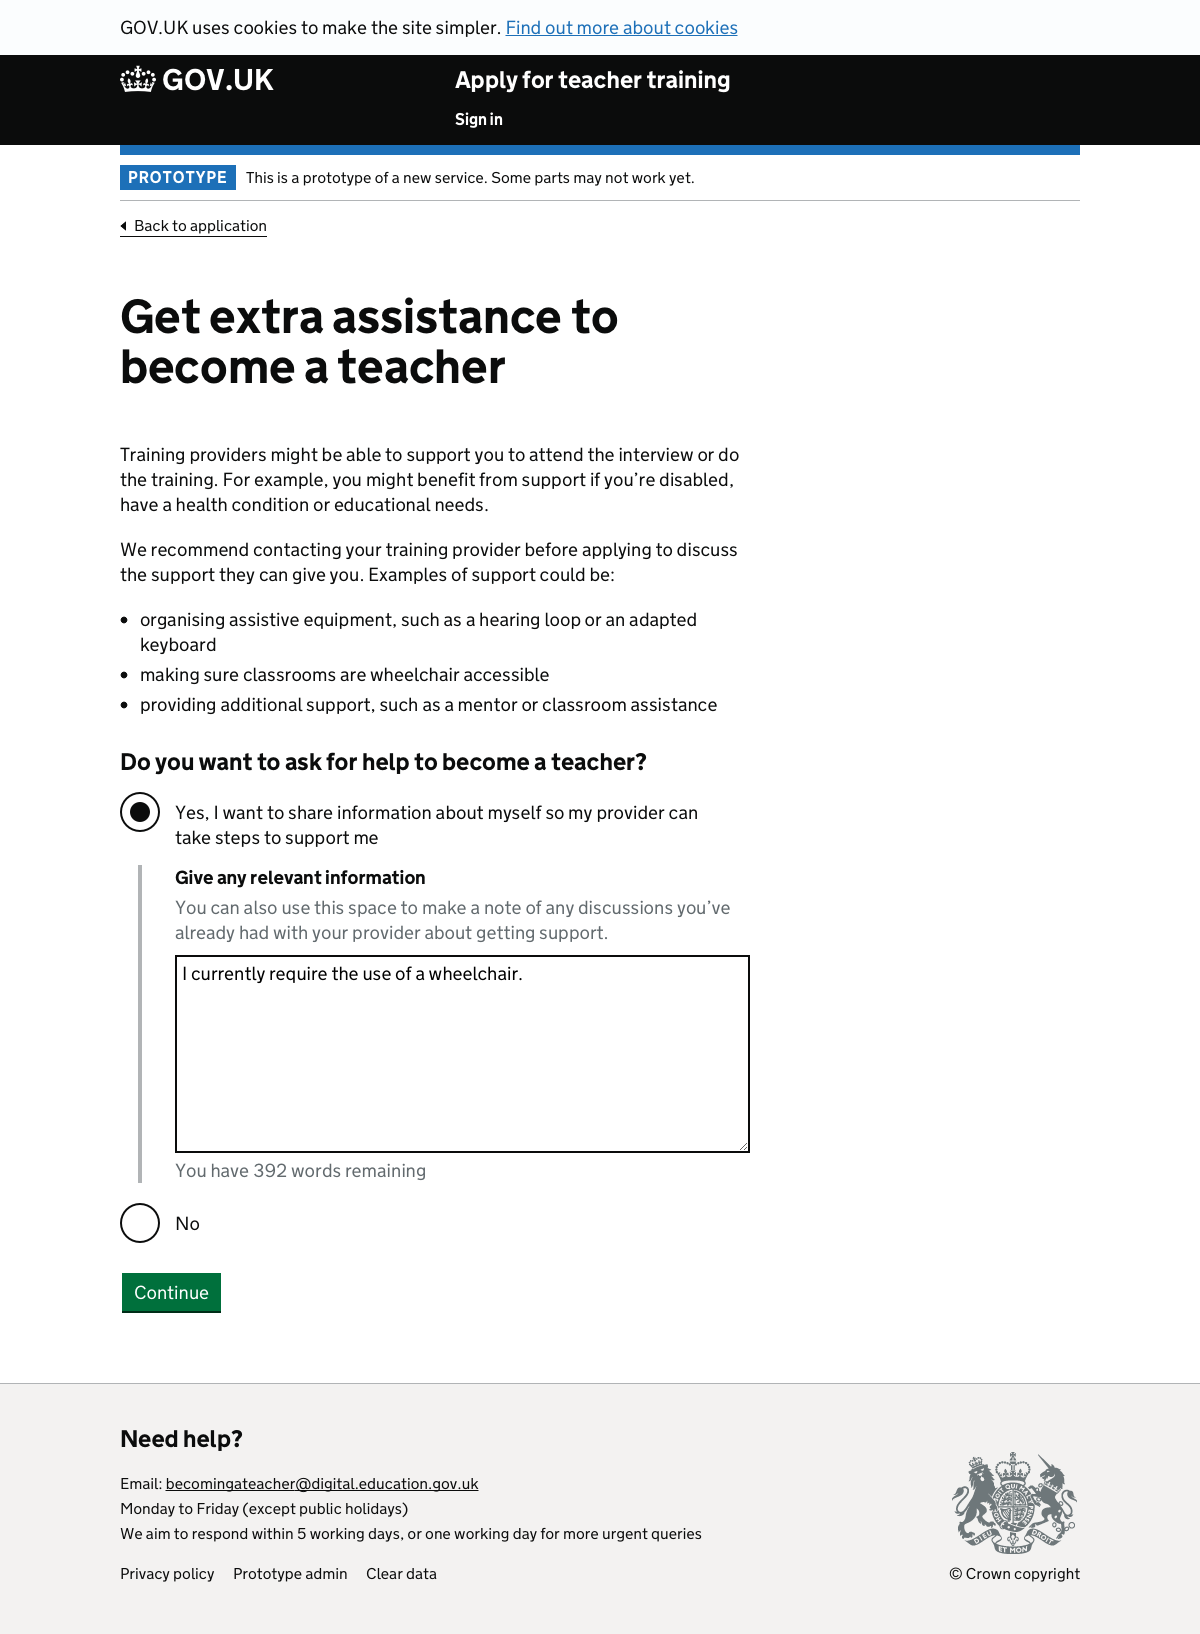 GOV.UK uses cookies to make the site simpler. Find out more about cookies
GOV.UK
Apply for teacher training
Sign in
PROTOTYPE This is a prototype of a new service. Some parts may not work yet.
Back to application
Get extra assistance to
become a teacher
Training providers might be able to support you to attend the interview or do
the training. For example, you might benefit from support if you’re disabled,
have a health condition or educational needs.
We recommend contacting your training provider before applying to discuss
the support they can give you. Examples of support could be:
• organising assistive equipment, such as a hearing loop or an adapted
keyboard
• making sure classrooms are wheelchair accessible
• providing additional support, such as a mentor or classroom assistance
Do you want to ask for help to become a teacher?
Yes, I want to share information about myself so my provider can
take steps to support me
Give any relevant information
You can also use this space to make a note of any discussions you’ve
already had with your provider about getting support.
I currently require the use of a wheelchair.
You have 392 words remaining
No
Continue
Need help?
Email: becomingateacher@digital.education.gov.uk
Monday to Friday (except public holidays)
We aim to respond within 5 working days, or one working day for more urgent queries
Privacy policy Prototype admin Clear data
DIEU ET MON DROIT
© Crown copyright